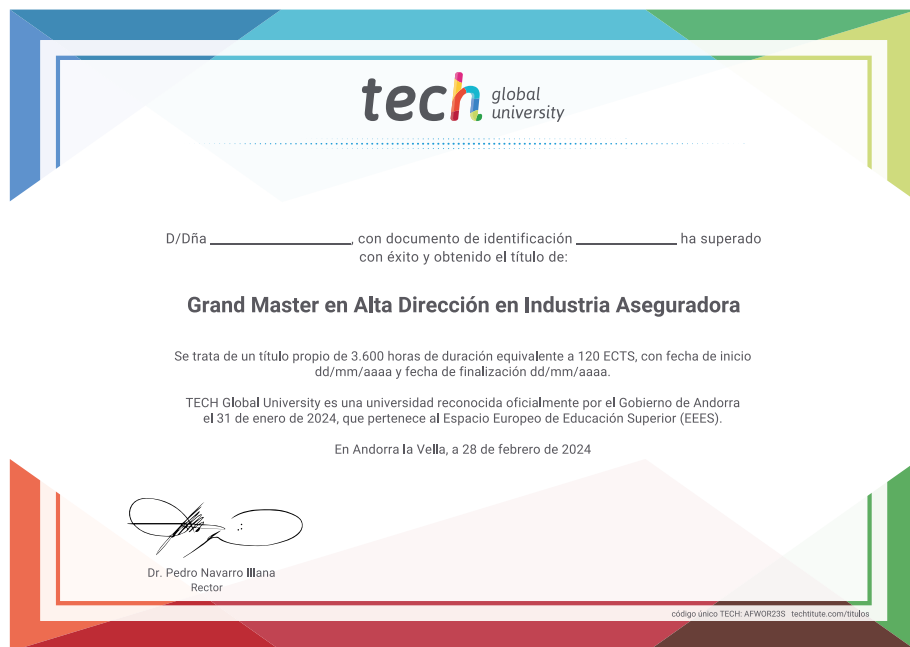 tech global university
D/Dña ______________, con documento de identificación __________ ha superado
con éxito y obtenido el título de:
Grand Master en Alta Dirección en Industria Aseguradora
Se trata de un título propio de 3.600 horas de duración equivalente a 120 ECTS, con fecha de inicio
dd/mm/aaaa y fecha de finalización dd/mm/aaaa.
TECH Global University es una universidad reconocida oficialmente por el Gobierno de Andorra
el 31 de enero de 2024, que pertenece al Espacio Europeo de Educación Superior (EEES).
En Andorra la Vella, a 28 de febrero de 2024
Dr. Pedro Navarro Illana
Rector
código único TECH: AFWOR23S techtitute.com/titulos